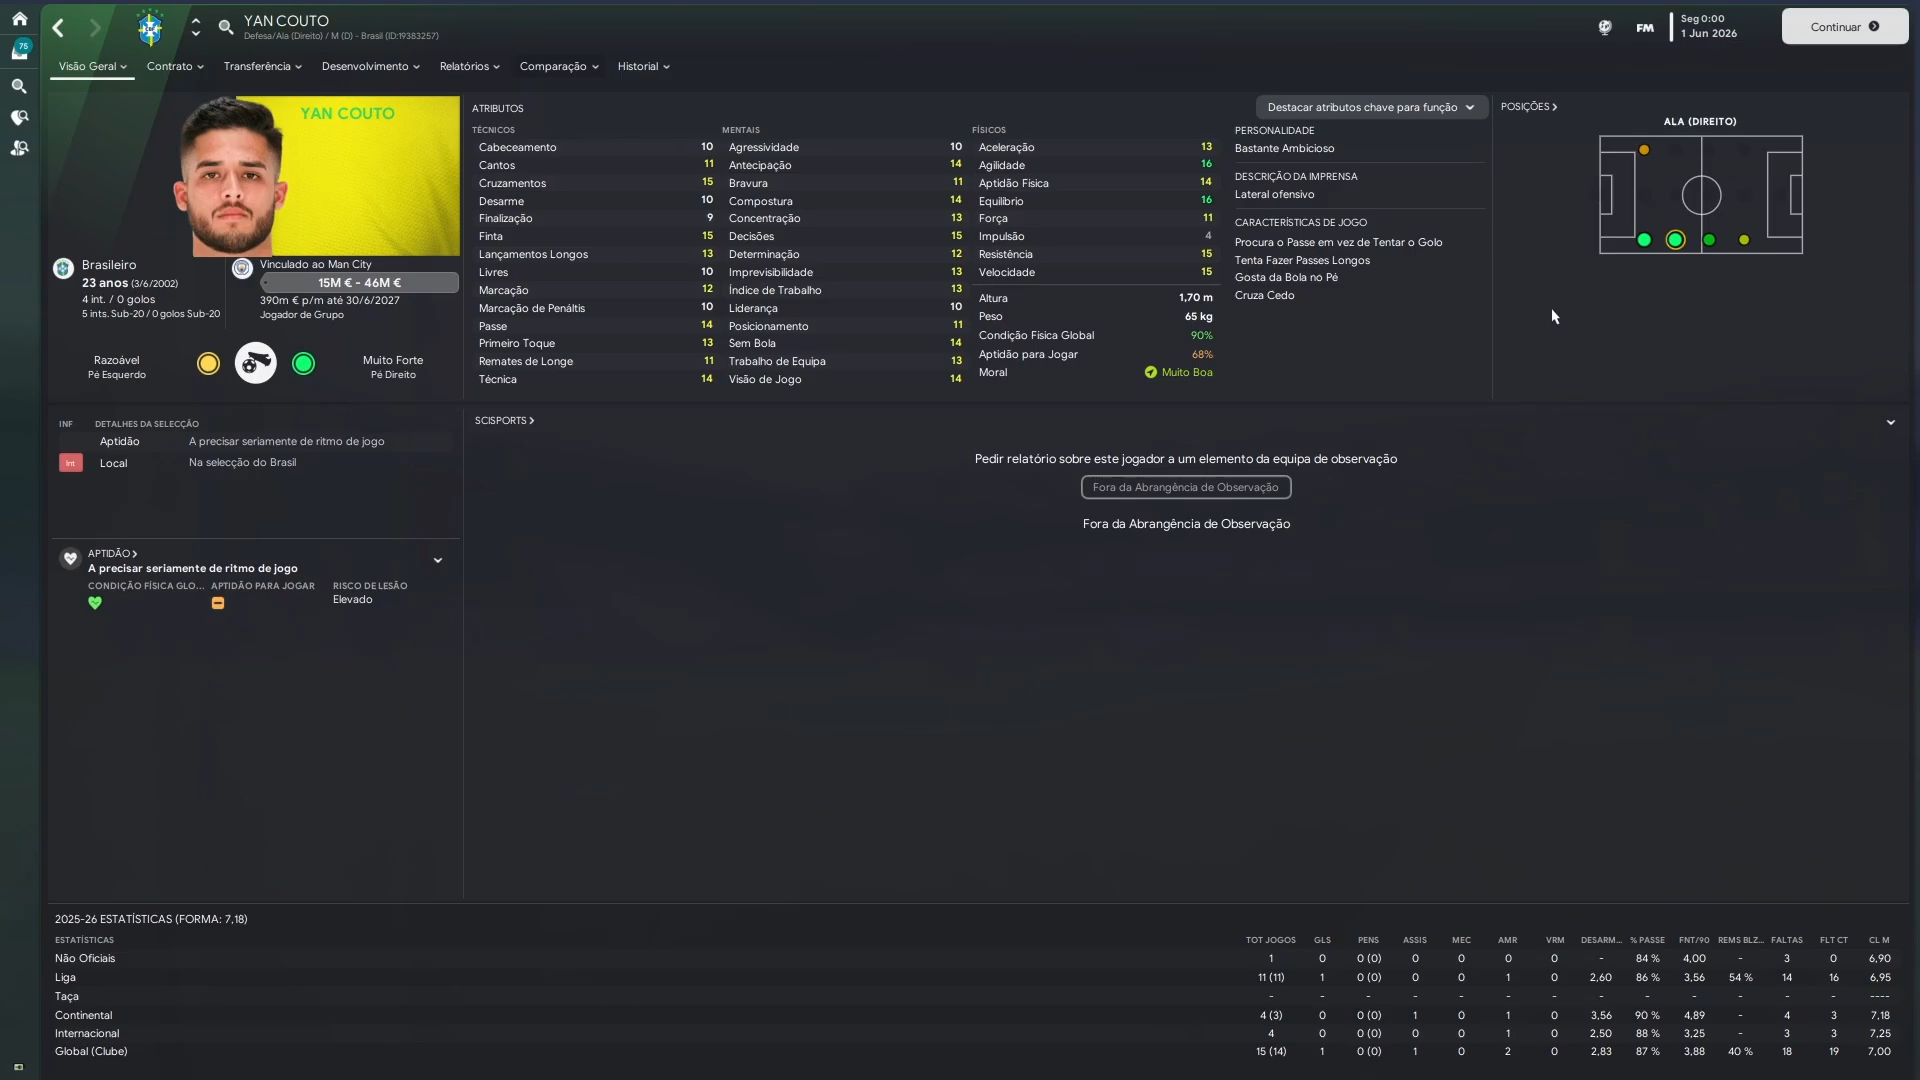 YAN COUTO
Defesa/Ala (Direito) / M (D) - Brasil (ID:19383257)
75
FM
Seg 0:00
1 Jun 2026
Continuar
Visão Geral
Contrato
Transferência
Desenvolvimento
Relatórios
Comparação
Historial
YAN COUTO
Brasileiro
23 anos (3/6/2002)
4 int. / 0 golos
5 ints. Sub-20 / 0 golos Sub-20
Vinculado ao Man City
15M € - 46M €
390m € p/m até 30/6/2027
Jogador de Grupo
Razoável
Pé Esquerdo
Muito Forte
Pé Direito
ATRIBUTOS
Destacar atributos chave para função
TÉCNICOS
Cabeceamento 10
Cantos 11
Cruzamentos 15
Desarme 10
Finalização 9
Finta 15
Lançamentos Longos 13
Livres 10
Marcação 12
Marcação de Penáltis 10
Passe 14
Primeiro Toque 13
Remates de Longe 11
Técnica 14
MENTAIS
Agressividade 10
Antecipação 14
Bravura 11
Compostura 14
Concentração 13
Decisões 15
Determinação 12
Imprevisibilidade 13
Índice de Trabalho 13
Liderança 10
Posicionamento 11
Sem Bola 14
Trabalho de Equipa 13
Visão de Jogo 14
FÍSICOS
Aceleração 13
Agilidade 16
Aptidão Física 14
Equilíbrio 16
Força 11
Impulsão 4
Resistência 15
Velocidade 15
Altura 1,70 m
Peso 65 kg
Condição Física Global 90%
Aptidão para Jogar 68%
Moral Muito Boa
PERSONALIDADE
Bastante Ambicioso
DESCRIÇÃO DA IMPRENSA
Lateral ofensivo
CARACTERÍSTICAS DE JOGO
Procura o Passe em vez de Tentar o Golo
Tenta Fazer Passes Longos
Gosta da Bola no Pé
Cruza Cedo
POSIÇÕES
ALA (DIREITO)
INF DETALHES DA SELECÇÃO
Aptidão A precisar seriamente de ritmo de jogo
Int Local Na selecção do Brasil
APTIDÃO
A precisar seriamente de ritmo de jogo
CONDIÇÃO FÍSICA GLO... APTIDÃO PARA JOGAR RISCO DE LESÃO
Elevado
SCISPORTS
Pedir relatório sobre este jogador a um elemento da equipa de observação
Fora da Abrangência de Observação
Fora da Abrangência de Observação
2025-26 ESTATÍSTICAS (FORMA: 7,18)
ESTATÍSTICAS TOT JOGOS GLS PENS ASSIS MEC AMR VRM DESARM... % PASSE FNT/90 REMS BLZ... FALTAS FLT CT CL M
Não Oficiais 1 0 0 (0) 0 0 0 0 - 84 % 4,00 - 3 0 6,90
Liga 11 (11) 1 0 (0) 0 0 1 0 2,60 86 % 3,56 54 % 14 16 6,95
Taça - - - - - - - - - - - - - ----
Continental 4 (3) 0 0 (0) 1 0 1 0 3,56 90 % 4,89 - 4 3 7,18
Internacional 4 0 0 (0) 0 0 1 0 2,50 88 % 3,25 - 3 3 7,25
Global (Clube) 15 (14) 1 0 (0) 1 0 2 0 2,83 87 % 3,88 40 % 18 19 7,00